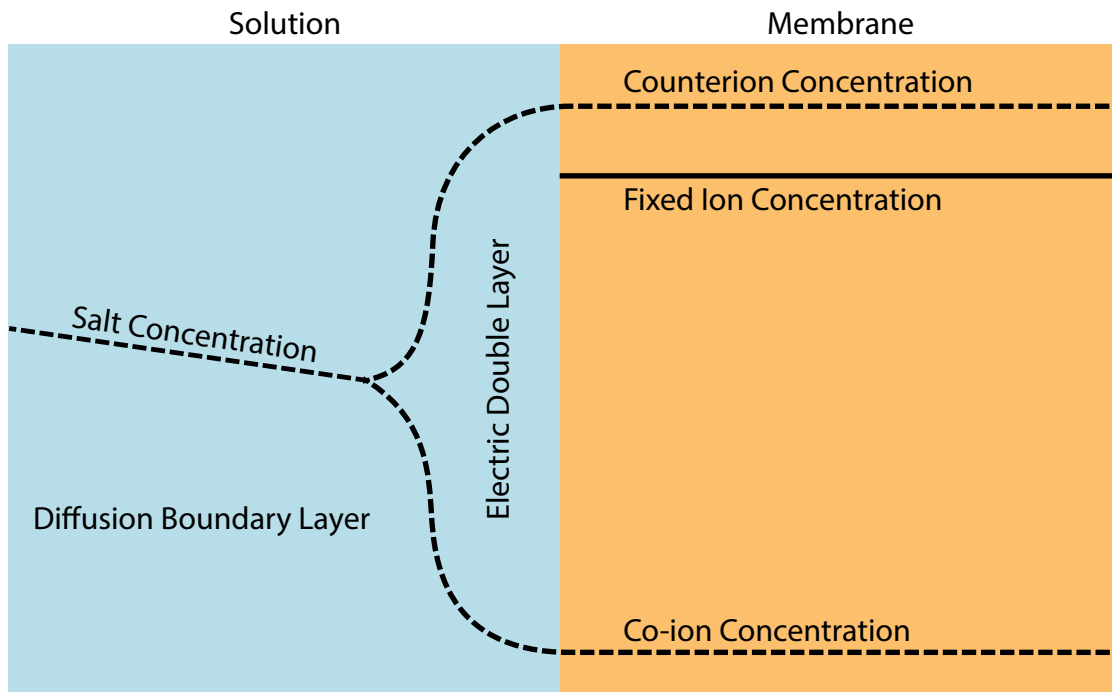 Solution
Membrane
Counterion Concentration
Fixed Ion Concentration
Electric Double Layer
Salt Concentration
Diffusion Boundary Layer
Co-ion Concentration